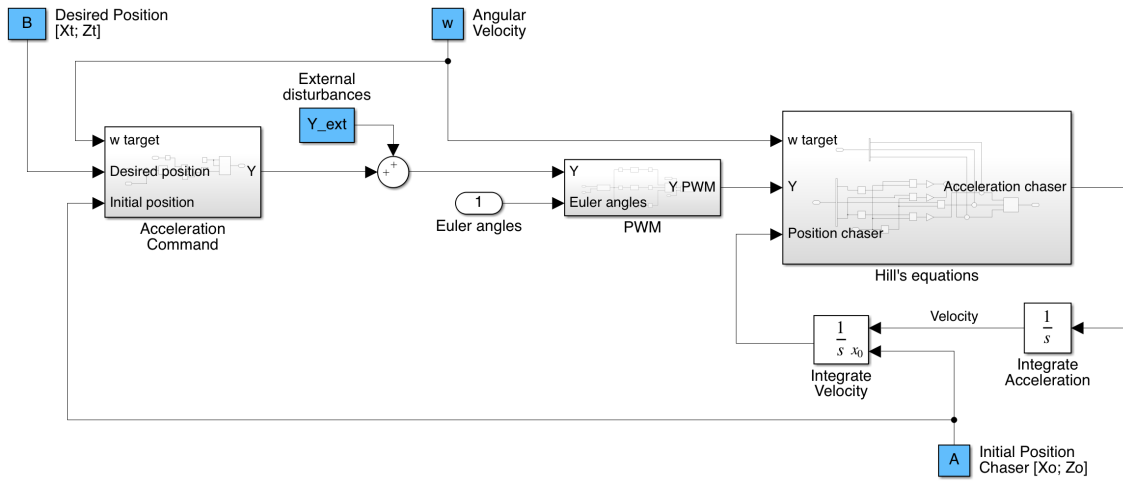 B
Desired Position
[Xt; Zt]
w
Angular
Velocity
External
disturbances
Y_ext
w target
Desired position
Initial position
Y
Acceleration
Command
+
+
1
Euler angles
Y
Euler angles
Y PWM
PWM
w target
Y
Position chaser
Acceleration chaser
Hill's equations
1
s
x0
Integrate
Velocity
Velocity
1
s
Integrate
Acceleration
A
Initial Position
Chaser [Xo; Zo]